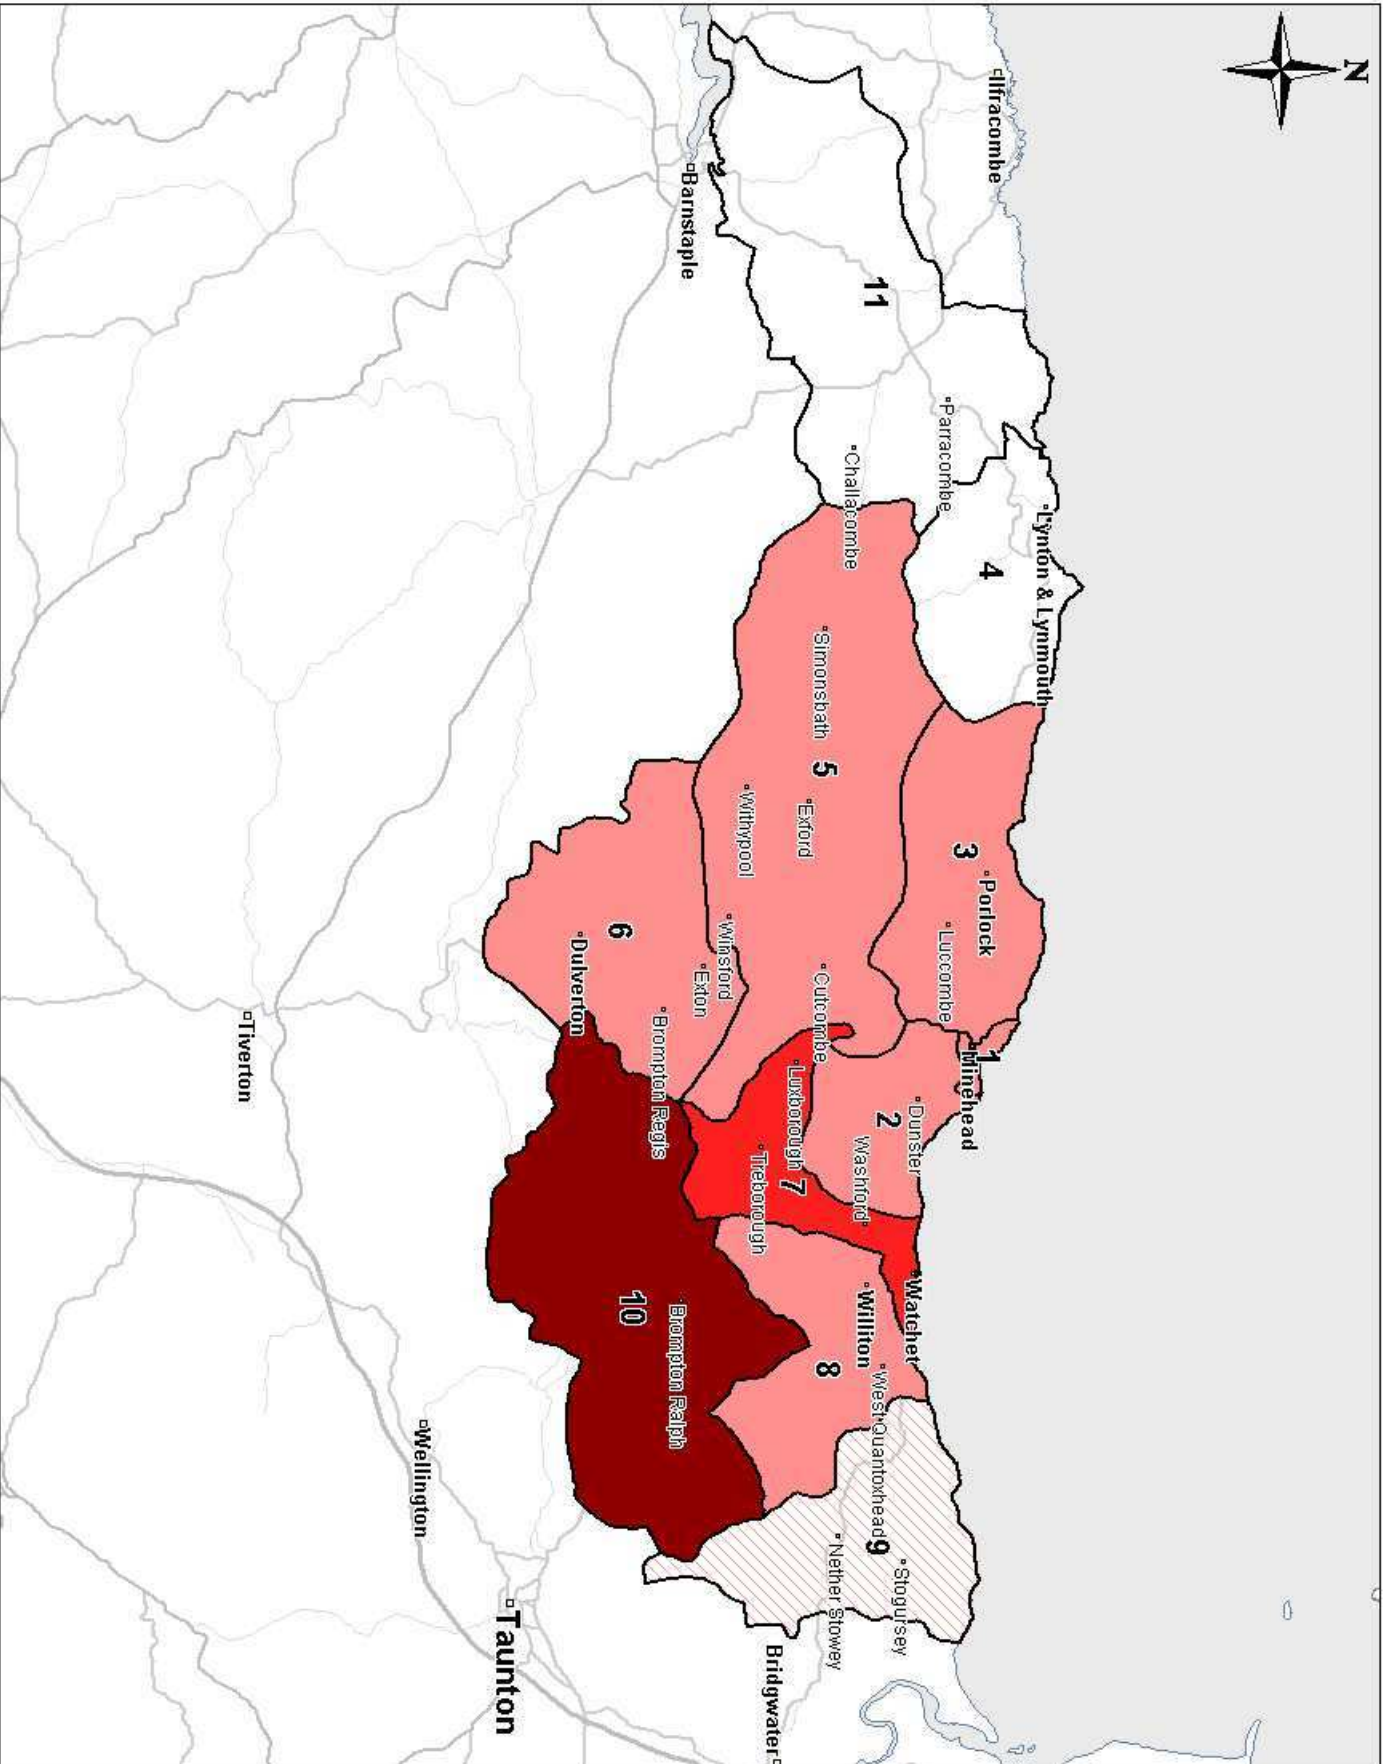 N
Ilfracombe
Barnstaple
11
Parracombe
Challacombe
Lynton & Lynmouth
4
Simonsbath
5
Exford
Withypool
3
Porlock
Luccombe
Winsford
Exton
6
Dulverton
Cutcombe
Brompton Regis
1
Minehead
Dunster
2
Washford
Luxborough
7
Treborough
Watchet
Williton
8
West Quantoxhead
9
Stogursey
Nether Stowey
10
Brompton Ralph
Tiverton
Wellington
Taunton
Bridgwater